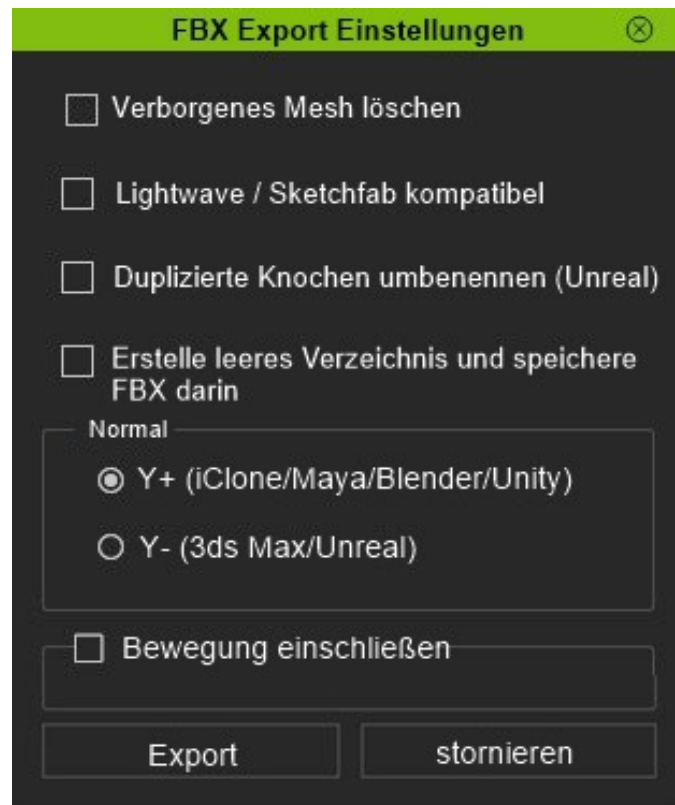 FBX Export Einstellungen
Verborgenes Mesh löschen
Lightwave / Sketchfab kompatibel
Duplizierte Knochen umbenennen (Unreal)
Erstelle leeres Verzeichnis und speichere
FBX darin
Normal
Y+ (iClone/Maya/Blender/Unity)
Y- (3ds Max/Unreal)
Bewegung einschließen
Export
stornieren